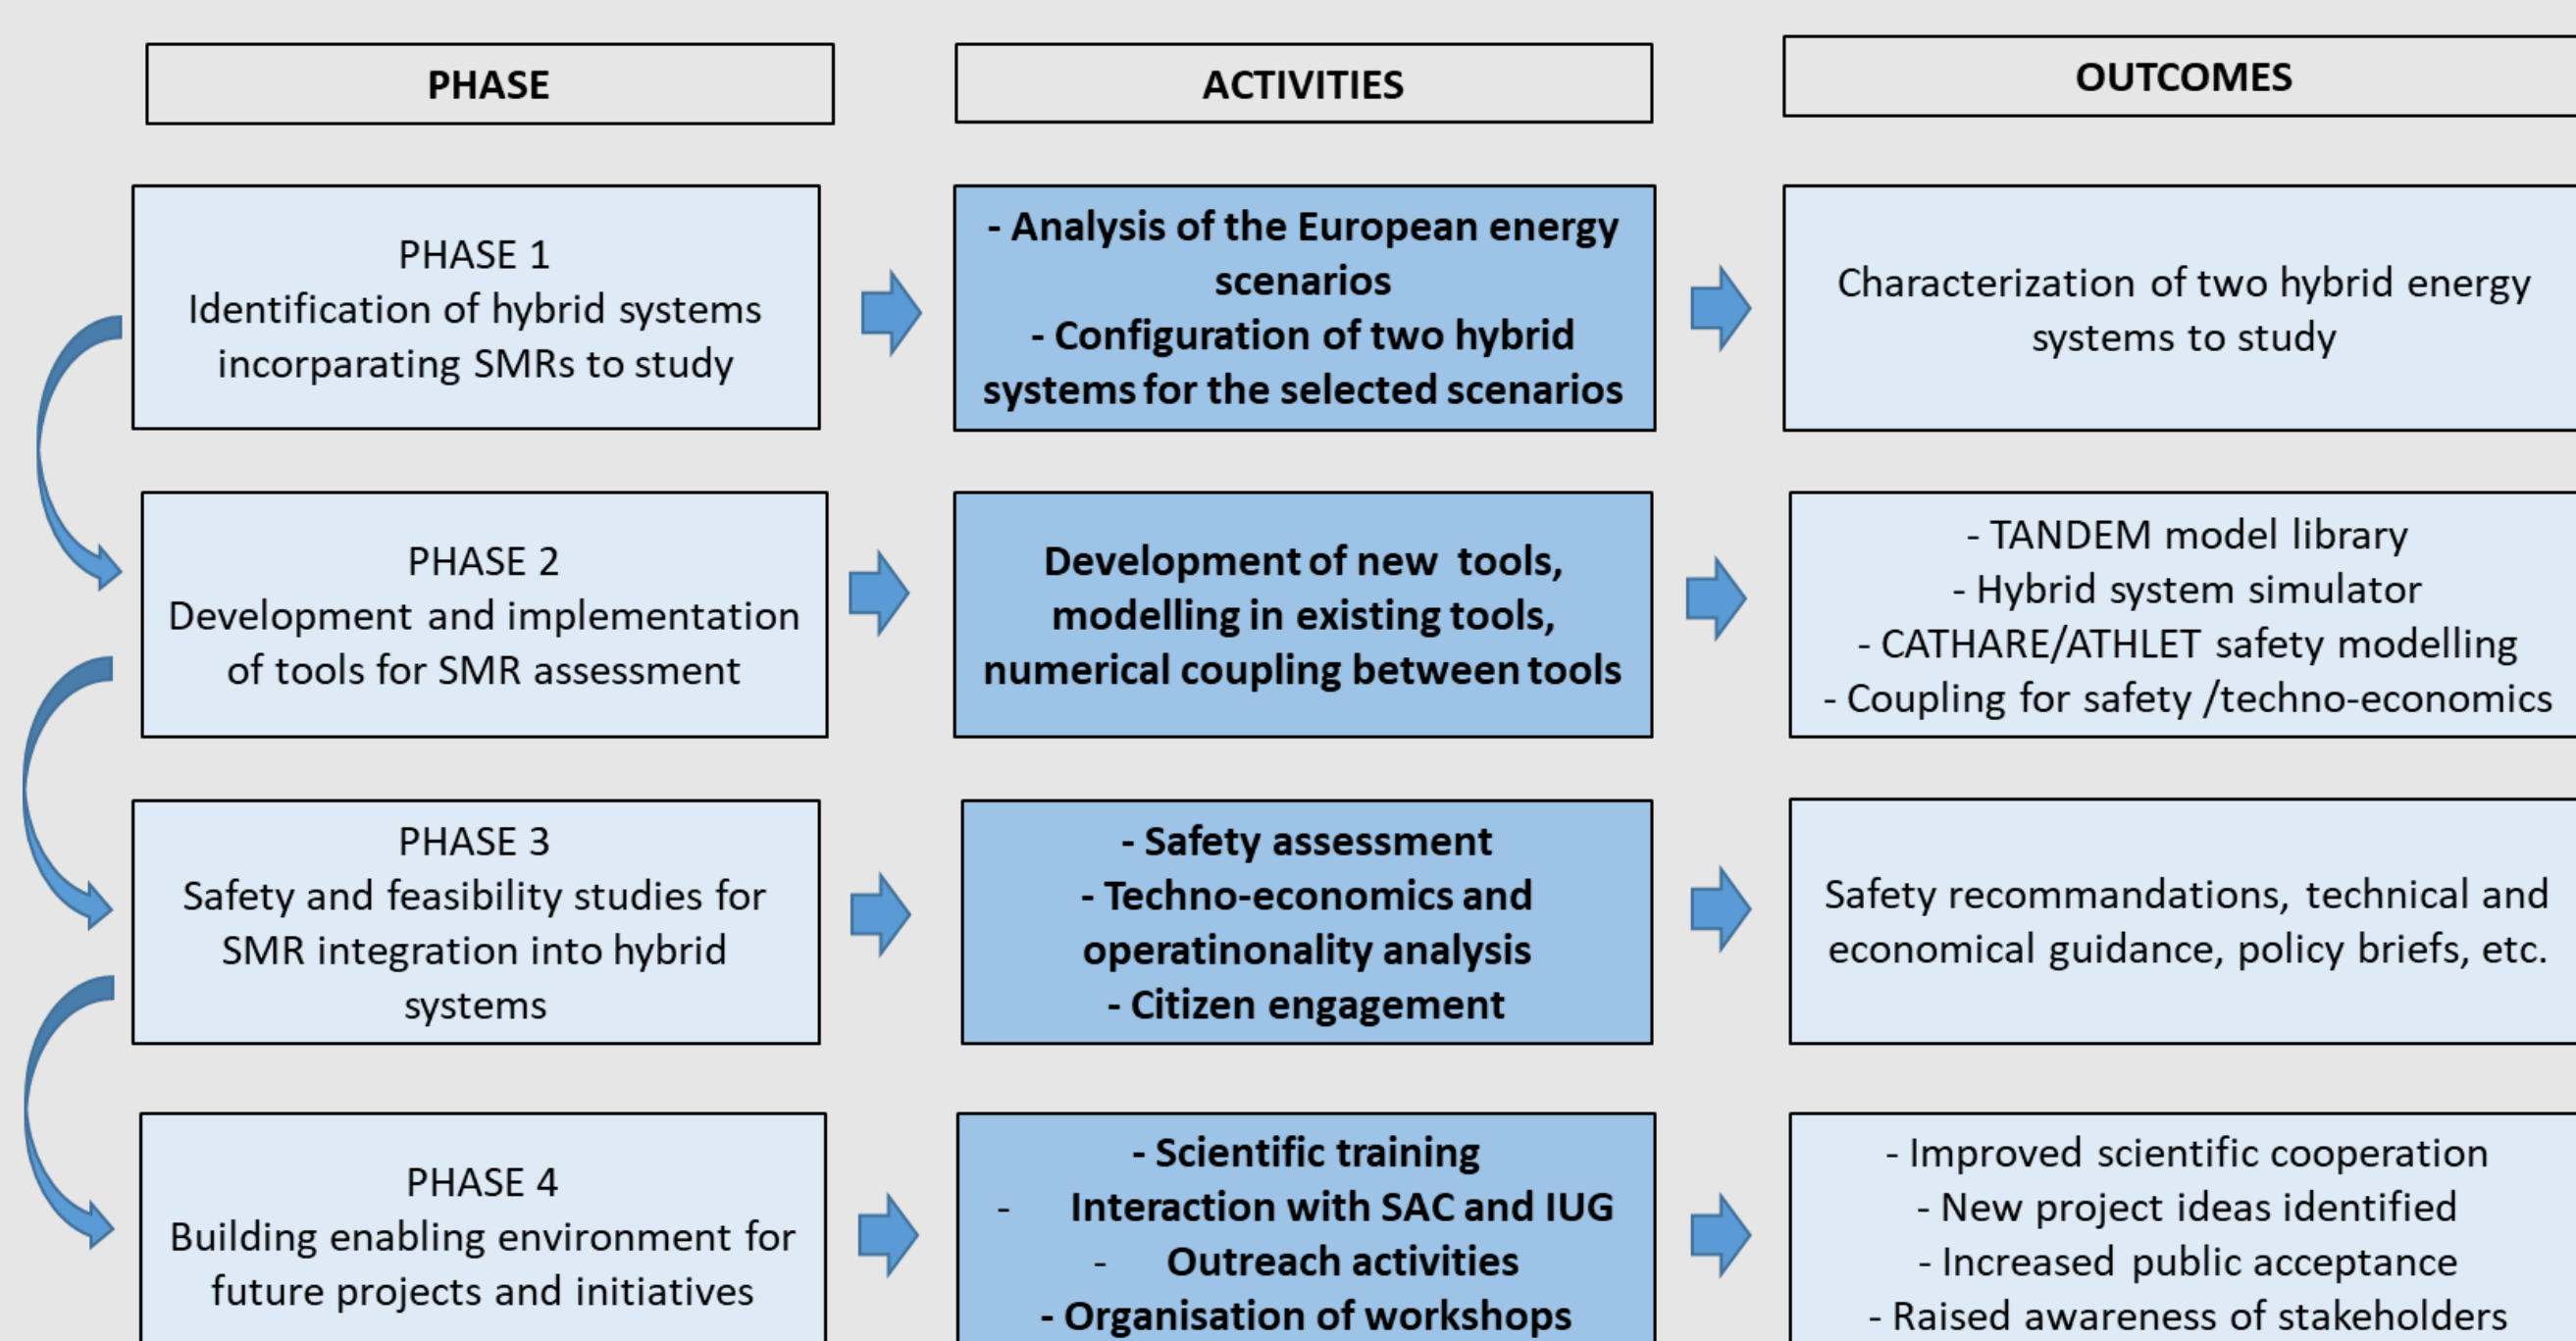 PHASE
ACTIVITIES
OUTCOMES
PHASE 1
Identification of hybrid systems
incorparating SMRs to study
- Analysis of the European energy
scenarios
- Configuration of two hybrid
systems for the selected scenarios
Characterization of two hybrid energy
systems to study
PHASE 2
Development and implementation
of tools for SMR assessment
Development of new tools,
modelling in existing tools,
numerical coupling between tools
- TANDEM model library
- Hybrid system simulator
- CATHARE/ATHLET safety modelling
- Coupling for safety /techno-economics
PHASE 3
Safety and feasibility studies for
SMR integration into hybrid
systems
- Safety assessment
- Techno-economics and
operatinonality analysis
- Citizen engagement
Safety recommandations, technical and
economical guidance, policy briefs, etc.
PHASE 4
Building enabling environment for
future projects and initiatives
- Scientific training
- Interaction with SAC and IUG
- Outreach activities
- Organisation of workshops
- Improved scientific cooperation
- New project ideas identified
- Increased public acceptance
- Raised awareness of stakeholders